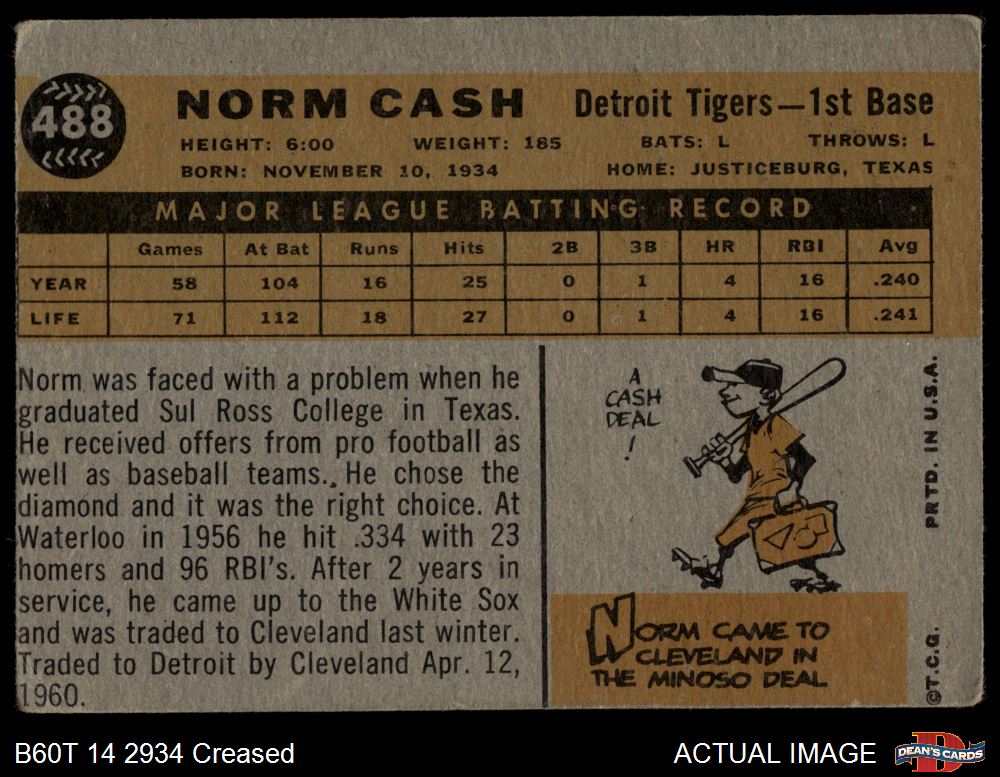 488
NORM CASH Detroit Tigers—1st Base
HEIGHT: 6:00 WEIGHT: 185 BATS: L THROWS: L
BORN: NOVEMBER 10, 1934 HOME: JUSTICEBURG, TEXAS
MAJOR LEAGUE BATTING RECORD
Games At Bat Runs Hits 2B 3B HR RBI Avg
YEAR 58 104 16 25 0 1 4 16 .240
LIFE 71 112 18 27 0 1 4 16 .241
Norm was faced with a problem when he
graduated Sul Ross College in Texas.
He received offers from pro football as
well as baseball teams. He chose the
diamond and it was the right choice. At
Waterloo in 1956 he hit .334 with 23
homers and 96 RBI's. After 2 years in
service, he came up to the White Sox
and was traded to Cleveland last winter.
Traded to Detroit by Cleveland Apr. 12,
1960.
A
CASH
DEAL
!
NORM CAME TO
CLEVELAND IN
THE MINOSO DEAL
©T.C.G. PRTD. IN U.S.A.
B60T 14 2934 Creased
ACTUAL IMAGE
DEAN'S CARDS